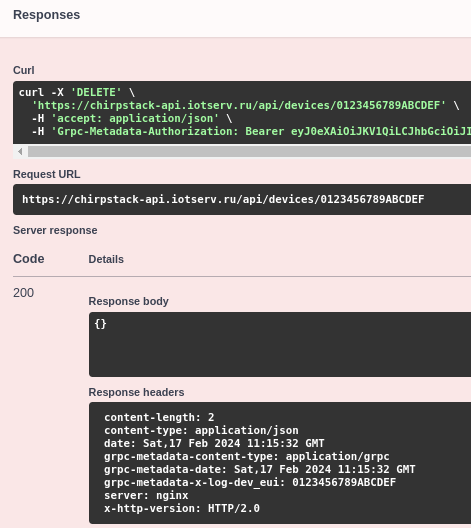 Responses
Curl
curl -X 'DELETE' \
'https://chirpstack-api.iotserv.ru/api/devices/0123456789ABCDEF' \
-H 'accept: application/json' \
-H 'Grpc-Metadata-Authorization: Bearer eyJ0eXAiOiJKV1QiLCJhbGciOiJI
Request URL
https://chirpstack-api.iotserv.ru/api/devices/0123456789ABCDEF
Server response
Code Details
200
Response body
{}
Response headers
content-length: 2
content-type: application/json
date: Sat,17 Feb 2024 11:15:32 GMT
grpc-metadata-content-type: application/grpc
grpc-metadata-date: Sat,17 Feb 2024 11:15:32 GMT
grpc-metadata-x-log-dev_eui: 0123456789ABCDEF
server: nginx
x-http-version: HTTP/2.0